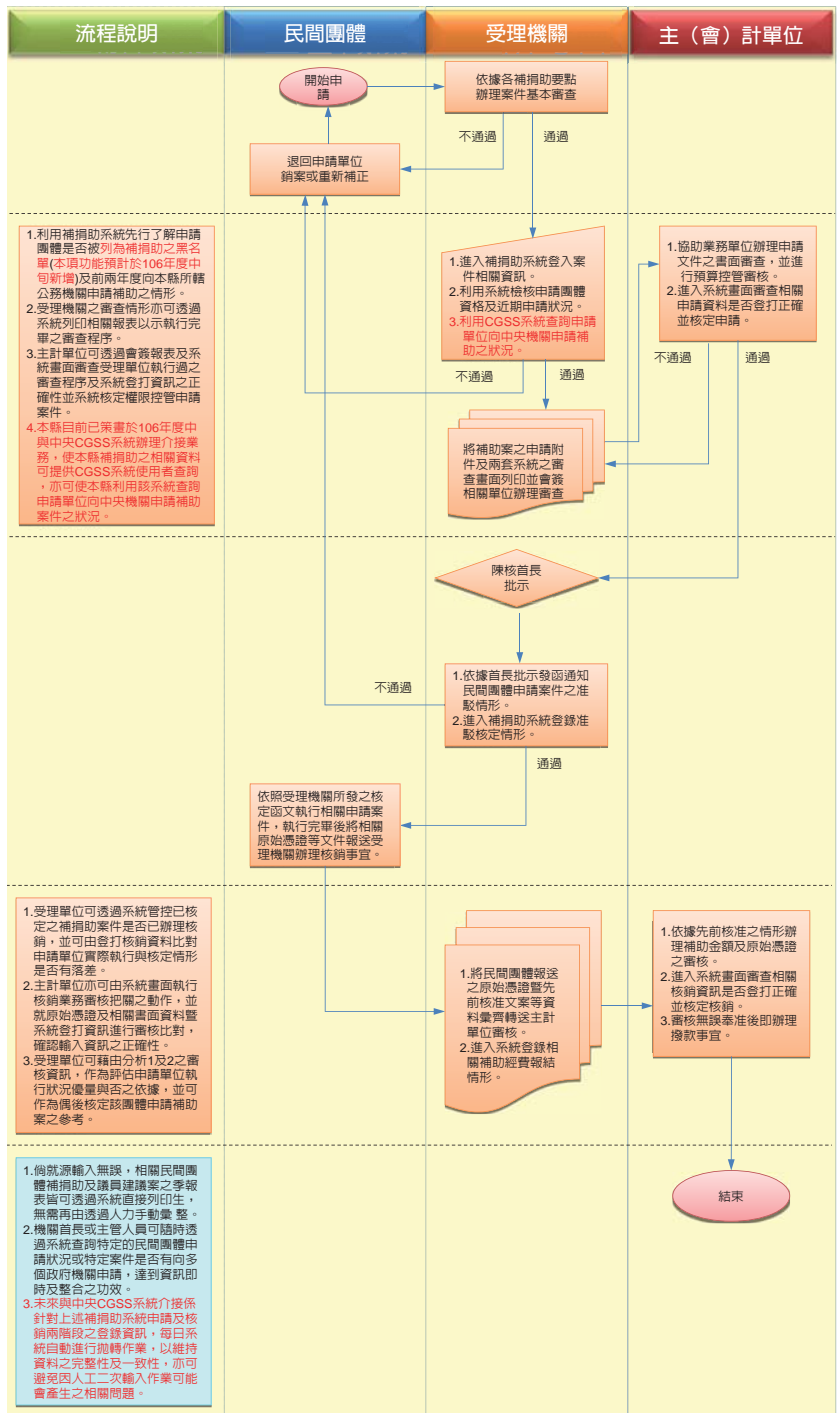 流程說明
民間團體
受理機關
主（會）計單位
開始申
請
依據各補捐助要點
辦理案件基本審查
不通過
通過
退回申請單位
銷案或重新補正
1.利用補捐助系統先行了解申請
團體是否被列為補捐助之黑名
單(本項功能預計於106年度中
旬新增)及前兩年度向本縣所轄
公務機關申請補助之情形。
2.受理機關之審查情形亦可透過
系統列印相關報表以示執行完
畢之審查程序。
3.主計單位可透過會簽報表及系
統畫面審查受理單位執行過之
審查程序及系統登打資訊之正
確性並系統核定權限控管申請
案件。
4.本縣目前已策畫於106年度中
與中央CGSS系統辦理介接業
務，使本縣補捐助之相關資料
可提供CGSS系統使用者查詢
，亦可使本縣利用該系統查詢
申請單位向中央機關申請補助
案件之狀況。
1.進入補捐助系統登入案
件相關資訊。
2.利用系統檢核申請團體
資格及近期申請狀況。
3.利用CGSS系統查詢申請
單位向中央機關申請補
助之狀況。
不通過
通過
將補助案之申請附
件及兩套系統之審
查畫面列印並會簽
相關單位辦理審查
1.協助業務單位辦理申請
文件之書面審查，並進
行預算控管審核。
2.進入系統畫面審查相關
申請資料是否登打正確
並核定申請。
不通過
通過
陳核首長
批示
不通過
1.依據首長批示發函通知
民間團體申請案件之准
駁情形。
2.進入補捐助系統登錄准
駁核定情形。
通過
依照受理機關所發之核
定函文執行相關申請案
件，執行完畢後將相關
原始憑證等文件報送受
理機關辦理核銷事宜。
1.受理單位可透過系統管控已核
定之補捐助案件是否已辦理核
銷，並可由登打核銷資料比對
申請單位實際執行與核定情形
是否有落差。
2.主計單位亦可由系統畫面執行
核銷業務審核把關之動作，並
就原始憑證及相關書面資料暨
系統登打資訊進行審核比對，
確認輸入資訊之正確性。
3.受理單位可藉由分析1及2之審
核資訊，作為評估申請單位執
行狀況優量與否之依據，並可
作為偶後核定該團體申請補助
案之參考。
1.將民間團體報送
之原始憑證暨先
前核准文案等資
料彙齊轉送主計
單位審核。
2.進入系統登錄相
關補助經費報結
情形。
1.依據先前核准之情形辦
理補助金額及原始憑證
之審核。
2.進入系統畫面審查相關
核銷資訊是否登打正確
並核定核銷。
3.審核無誤奉准後即辦理
撥款事宜。
結束
1.倘就源輸入無誤，相關民間團
體補捐助及議員建議案之季報
表皆可透過系統直接列印生，
無需再由透過人力手動彙 整。
2.機關首長或主管人員可隨時透
過系統查詢特定的民間團體申
請狀況或特定案件是否有向多
個政府機關申請，達到資訊即
時及整合之功效。
3.未來與中央CGSS系統介接係
針對上述補捐助系統申請及核
銷兩階段之登錄資訊，每日系
統自動進行拋轉作業，以維持
資料之完整性及一致性，亦可
避免因人工二次輸入作業可能
會產生之相關問題。